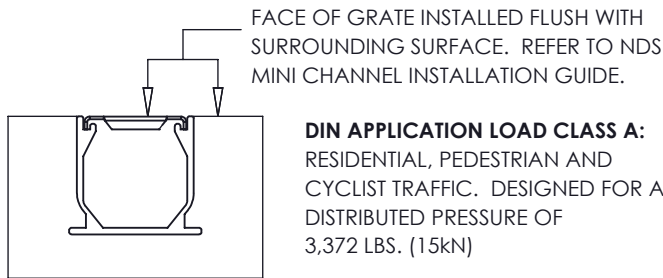 FACE OF GRATE INSTALLED FLUSH WITH
SURROUNDING SURFACE. REFER TO NDS
MINI CHANNEL INSTALLATION GUIDE.
DIN APPLICATION LOAD CLASS A:
RESIDENTIAL, PEDESTRIAN AND
CYCLIST TRAFFIC. DESIGNED FOR A
DISTRIBUTED PRESSURE OF
3,372 LBS. (15kN)